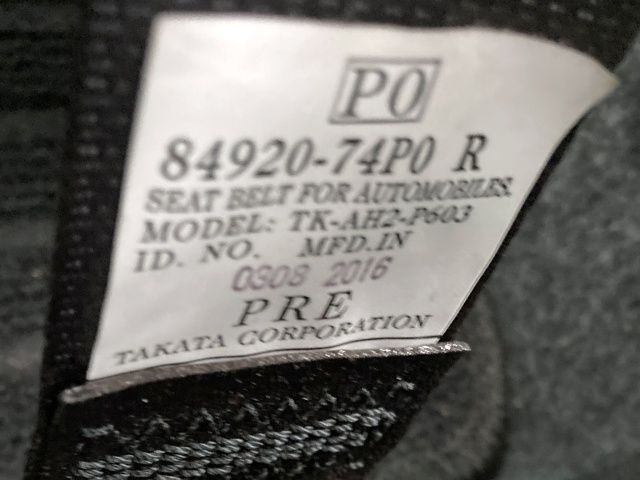 P0
84920-74P0 R
SEAT BELT FOR AUTOMOBILES.
MODEL: TK-AH2-P603
ID. NO. MFD.IN
0308 2016
PRE
TAKATA CORPORATION